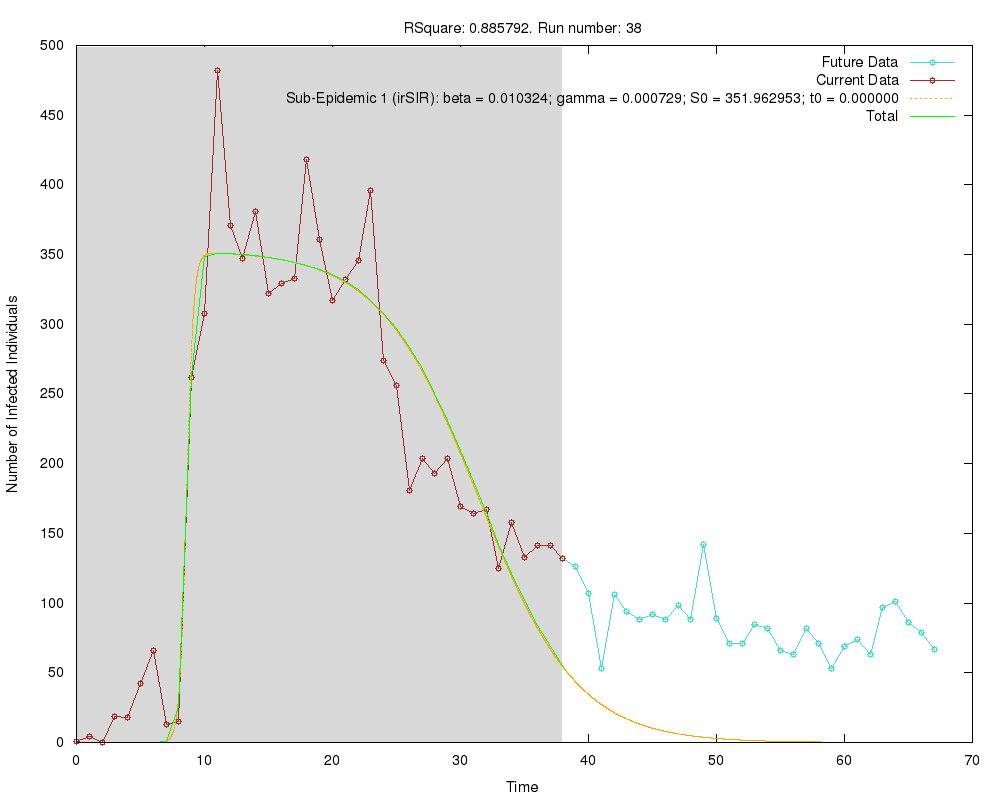 RSquare: 0.885792. Run number: 38
Future Data
Current Data
Sub-Epidemic 1 (irSIR): beta = 0.010324; gamma = 0.000729; S0 = 351.962953; t0 = 0.000000
Total
Number of Infected Individuals
500
450
400
350
300
250
200
150
100
50
0
0 10 20 30 40 50 60 70
Time